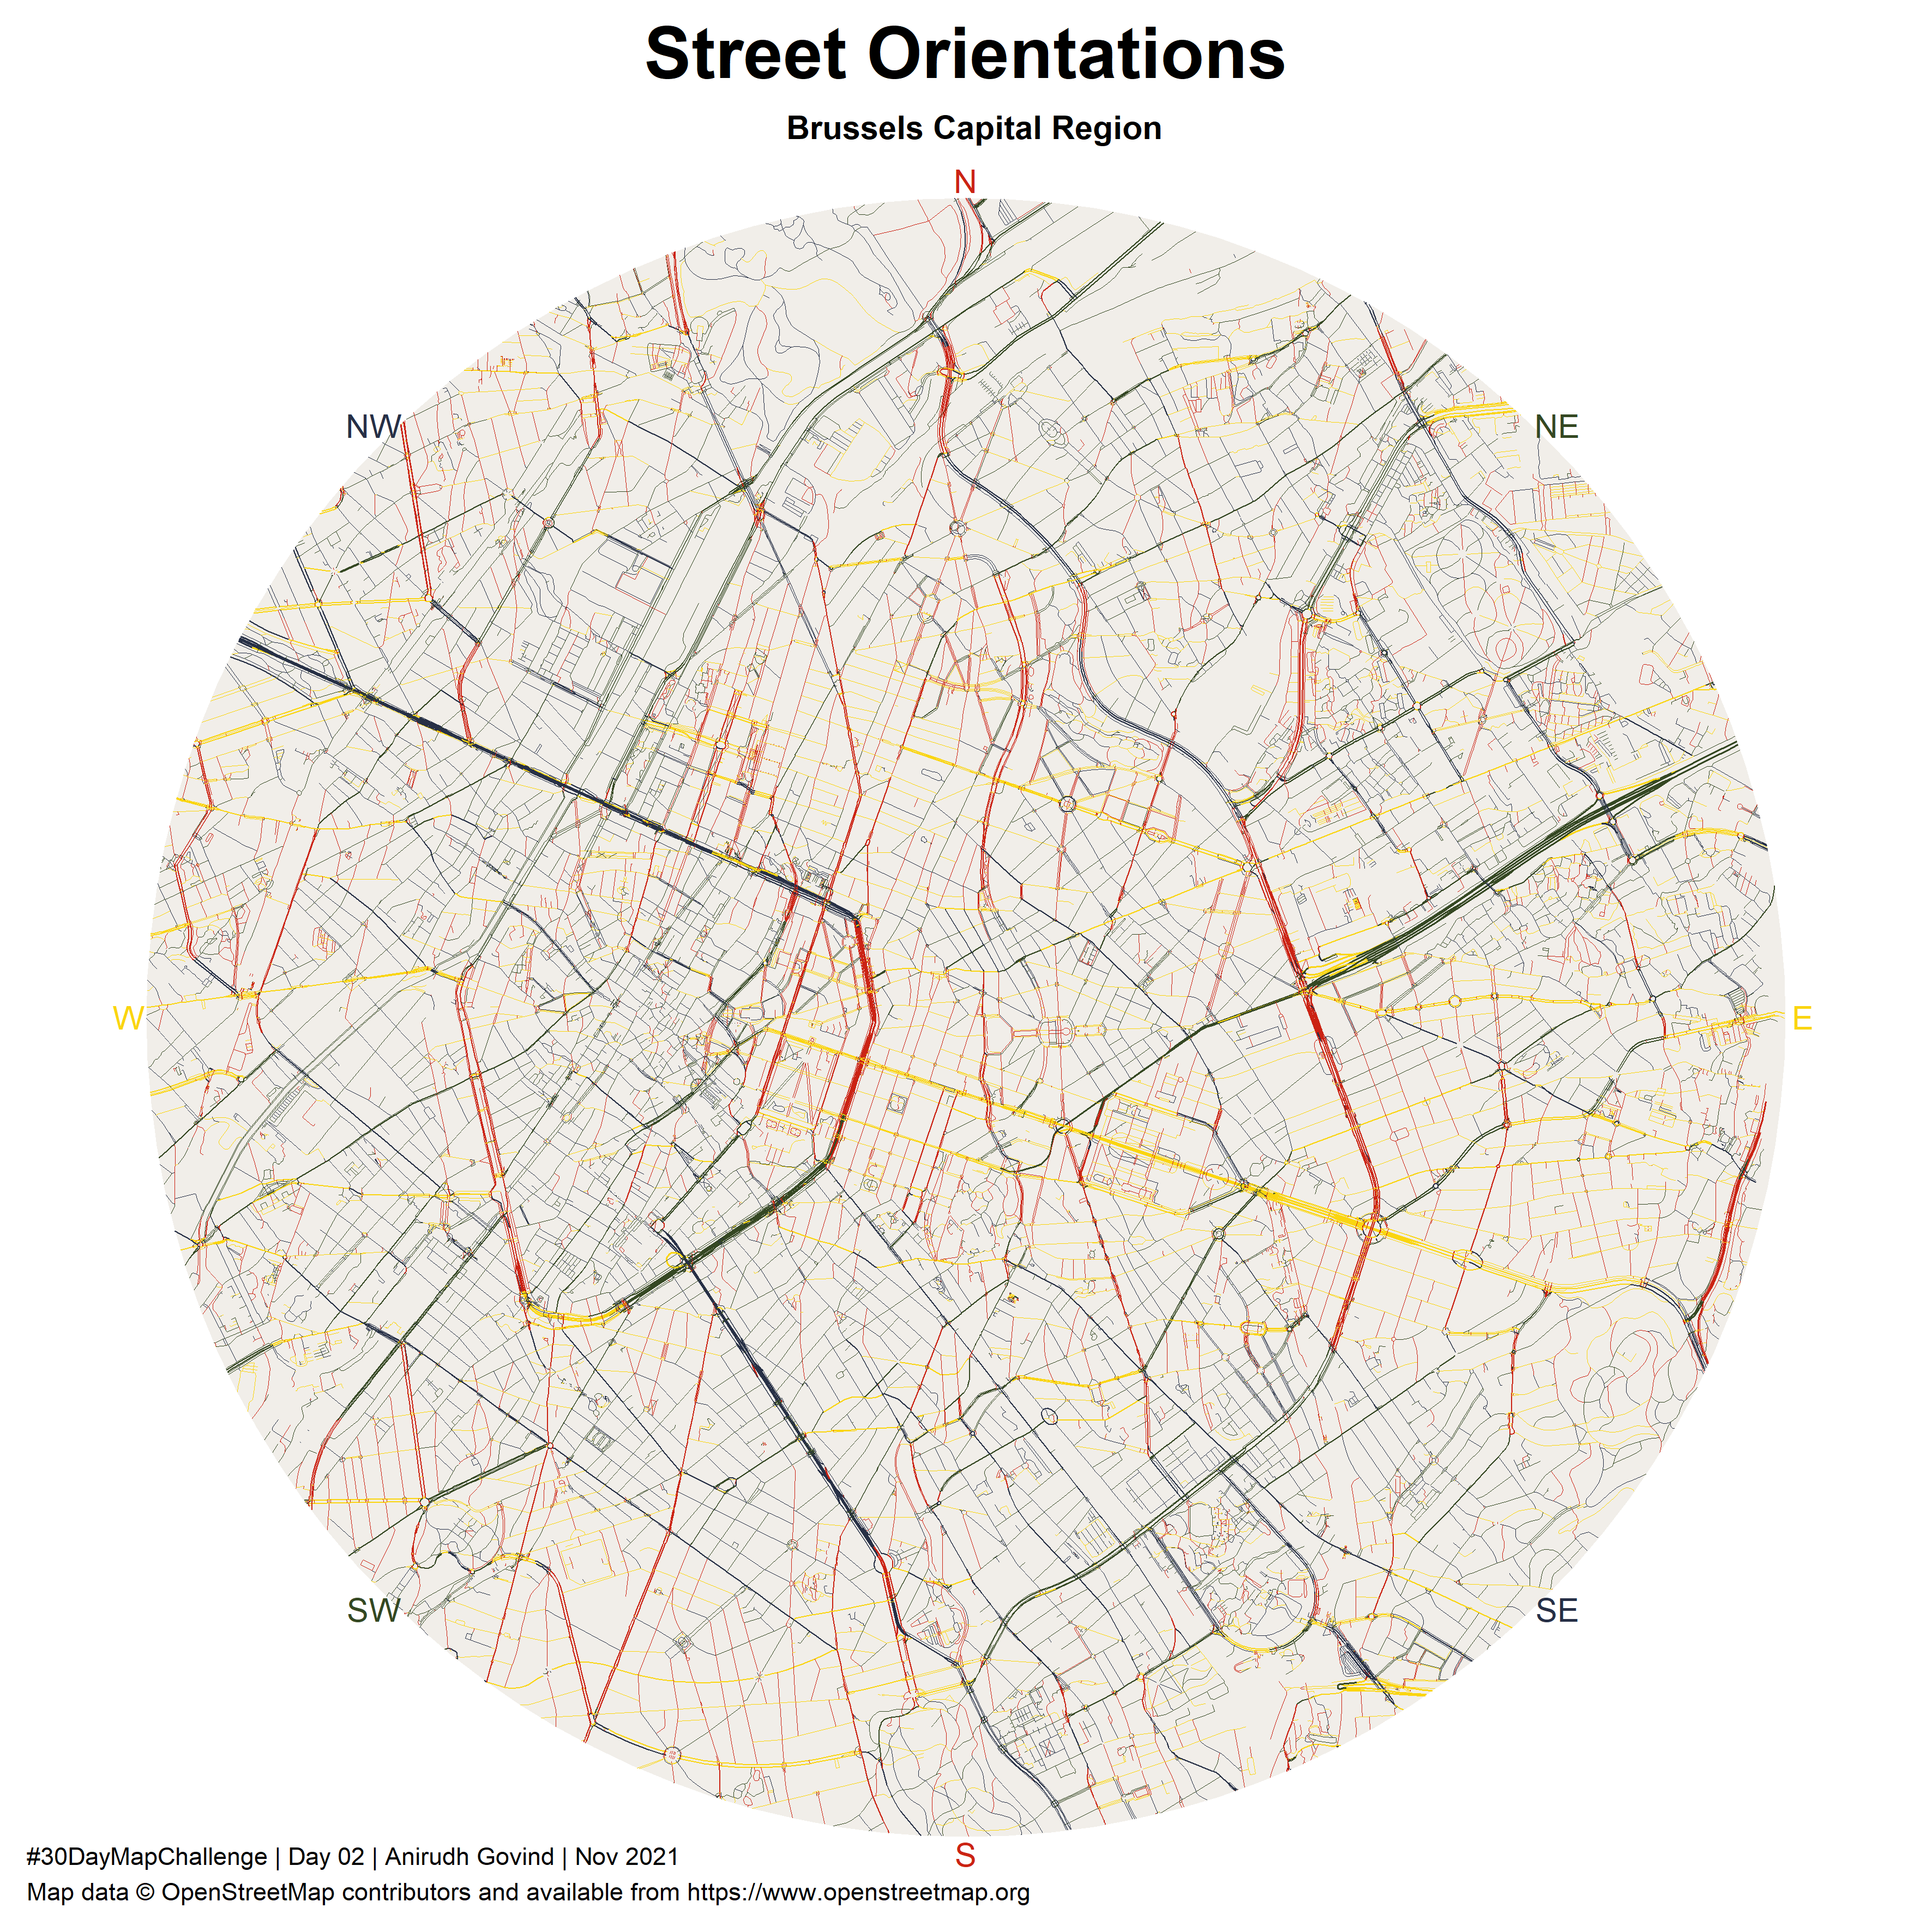 Street Orientations
Brussels Capital Region
N
NW
NE
W
E
SW
SE
S
#30DayMapChallenge | Day 02 | Anirudh Govind | Nov 2021
Map data © OpenStreetMap contributors and available from https://www.openstreetmap.org